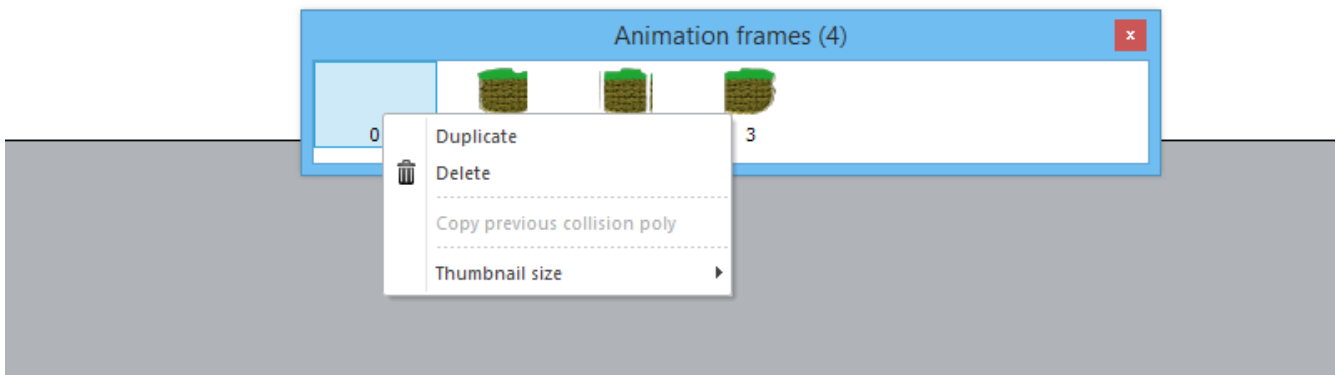 Animation frames (4)
x
0
3
Duplicate
Delete
Copy previous collision poly
Thumbnail size